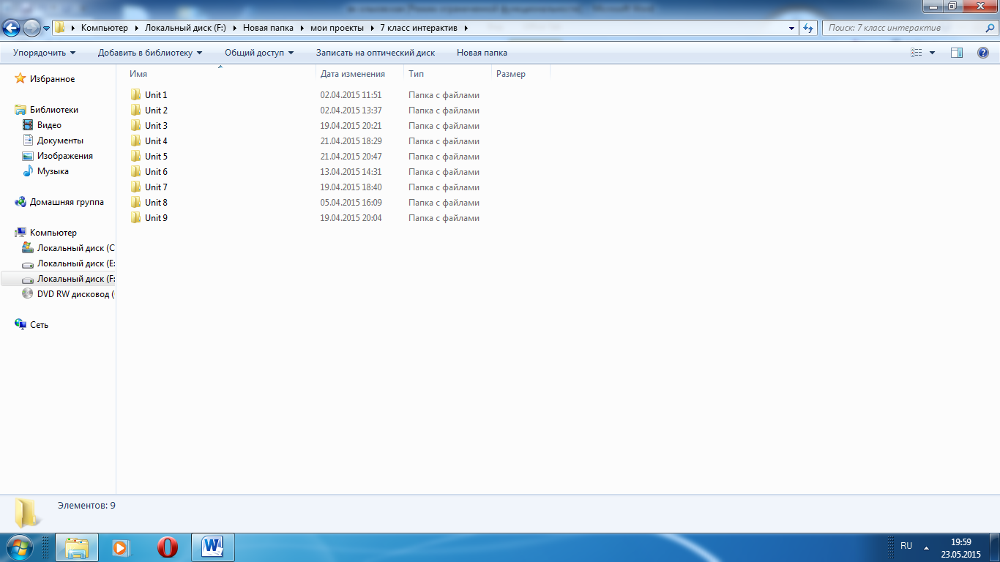 Компьютер Локальный диск (F:) Новая папка мои проекты 7 класс интерактив Поиск: 7 класс интерактив
Упорядочить Добавить в библиотеку Общий доступ Записать на оптический диск Новая папка
Избранное
Библиотеки
Видео
Документы
Изображения
Музыка
Домашняя группа
Компьютер
Локальный диск (C
Локальный диск (E:
Локальный диск (F:
DVD RW дисковод (
Сеть
Имя Дата изменения Тип Размер
Unit 1 02.04.2015 11:51 Папка с файлами
Unit 2 02.04.2015 13:37 Папка с файлами
Unit 3 19.04.2015 20:21 Папка с файлами
Unit 4 21.04.2015 18:29 Папка с файлами
Unit 5 21.04.2015 20:47 Папка с файлами
Unit 6 13.04.2015 14:31 Папка с файлами
Unit 7 19.04.2015 18:40 Папка с файлами
Unit 8 05.04.2015 16:09 Папка с файлами
Unit 9 19.04.2015 20:04 Папка с файлами
Элементов: 9
RU
19:59
23.05.2015